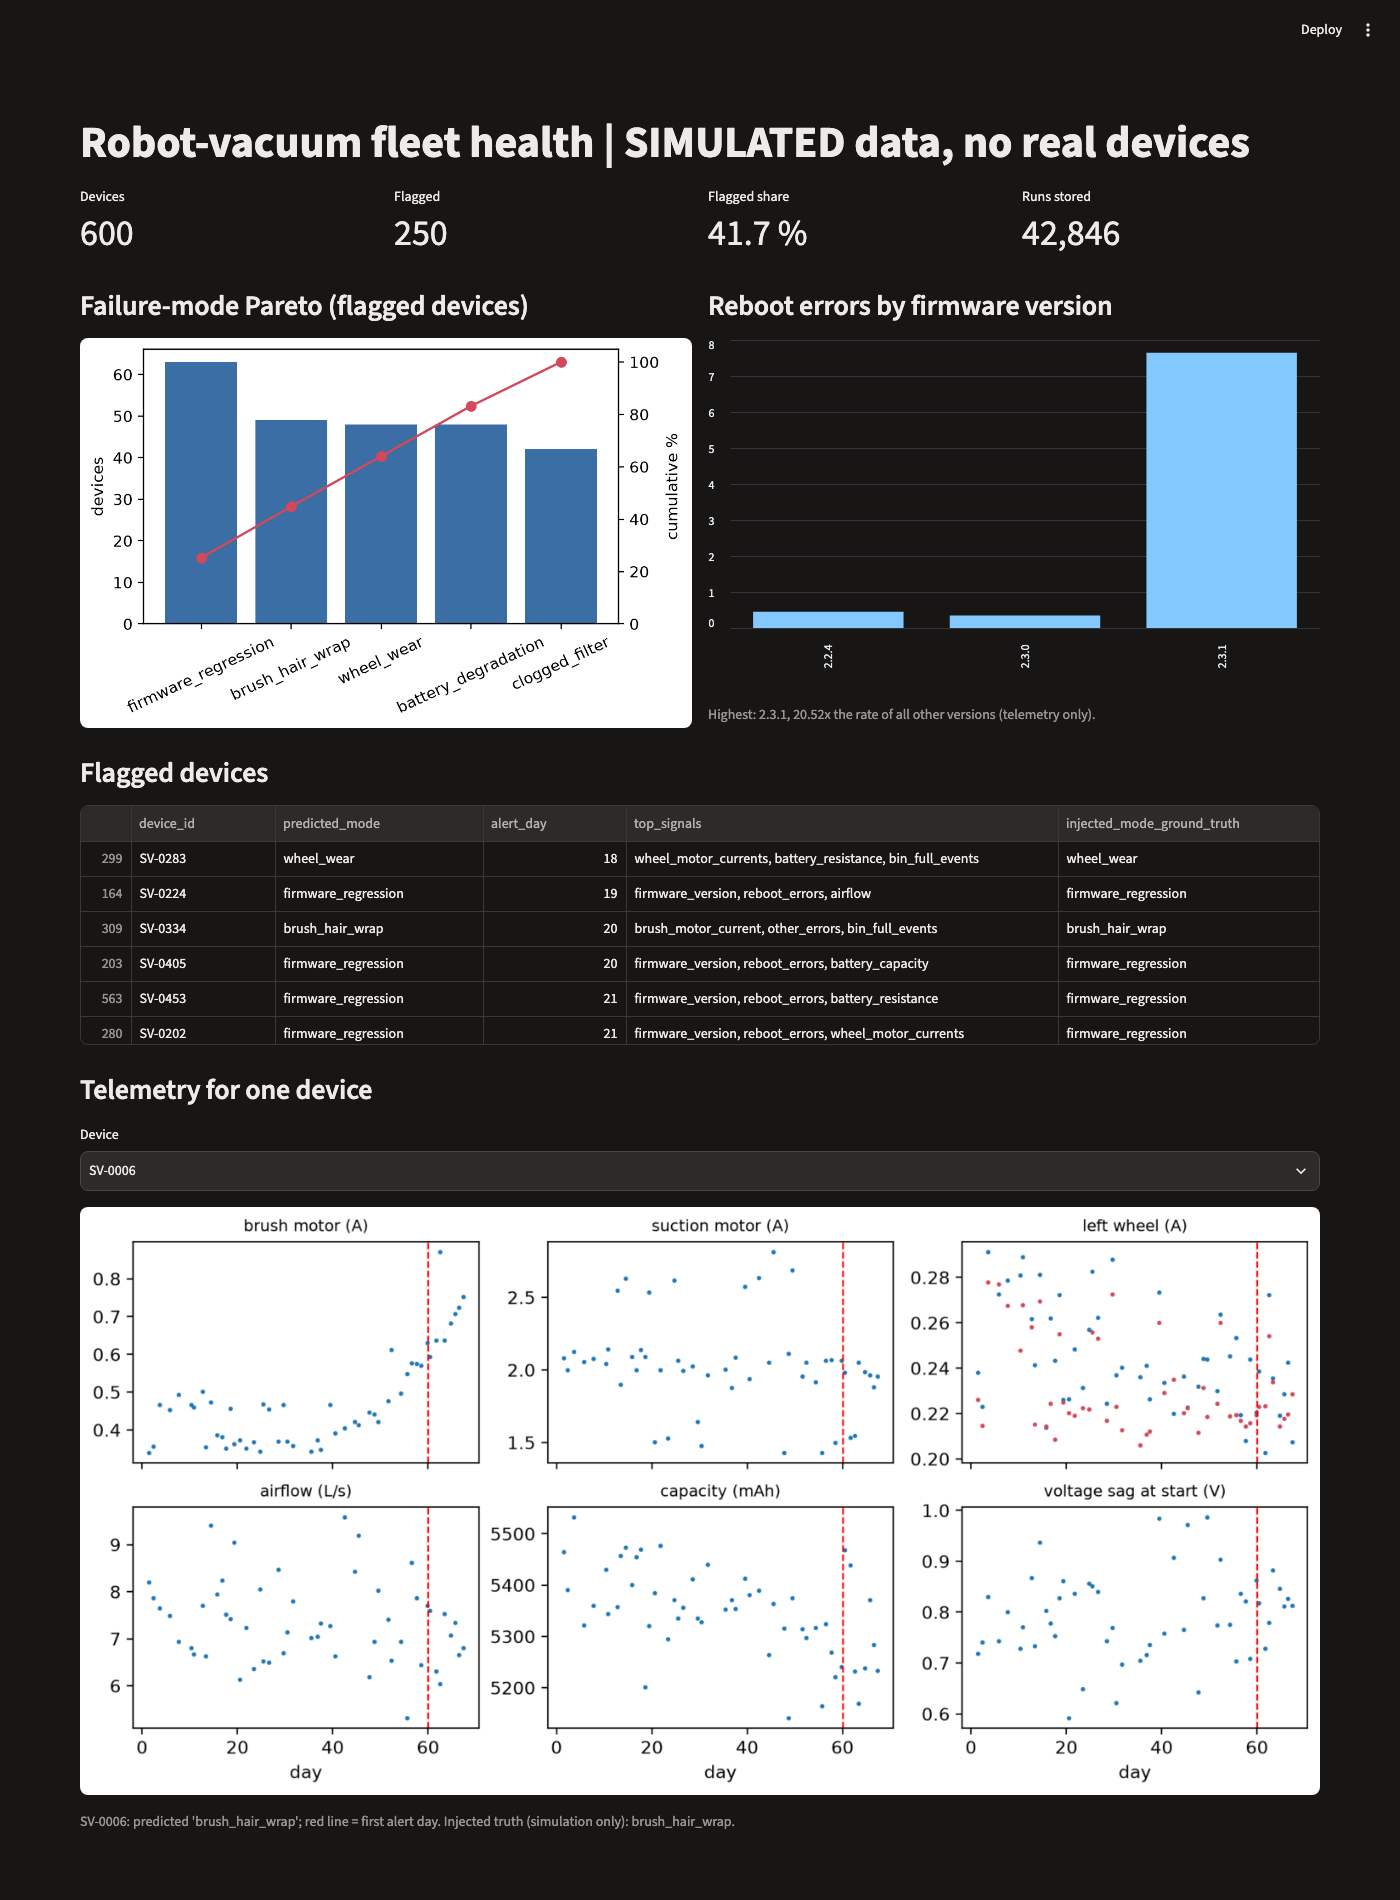 Deploy
Robot-vacuum fleet health | SIMULATED data, no real devices
Devices
Flagged
Flagged share
Runs stored
600
250
41.7 %
42,846
Failure-mode Pareto (flagged devices)
60
50
40
30
20
10
0
devices
100
80
60
40
20
0
cumulative %
firmware_regression
brush_hair_wrap
wheel_wear
battery_degradation
clogged_filter
Reboot errors by firmware version
8
7
6
5
4
3
2
1
0
2.2.4
2.3.0
2.3.1
Highest: 2.3.1, 20.52x the rate of all other versions (telemetry only).
Flagged devices
device_id predicted_mode alert_day top_signals injected_mode_ground_truth
299 SV-0283 wheel_wear 18 wheel_motor_currents, battery_resistance, bin_full_events wheel_wear
164 SV-0224 firmware_regression 19 firmware_version, reboot_errors, airflow firmware_regression
309 SV-0334 brush_hair_wrap 20 brush_motor_current, other_errors, bin_full_events brush_hair_wrap
203 SV-0405 firmware_regression 20 firmware_version, reboot_errors, battery_capacity firmware_regression
563 SV-0453 firmware_regression 21 firmware_version, reboot_errors, battery_resistance firmware_regression
280 SV-0202 firmware_regression 21 firmware_version, reboot_errors, wheel_motor_currents firmware_regression
Telemetry for one device
Device
SV-0006
brush motor (A)
0.8
0.7
0.6
0.5
0.4
suction motor (A)
2.5
2.0
1.5
left wheel (A)
0.28
0.26
0.24
0.22
0.20
airflow (L/s)
9
8
7
6
0 20 40 60
day
capacity (mAh)
5500
5400
5300
5200
0 20 40 60
day
voltage sag at start (V)
1.0
0.9
0.8
0.7
0.6
0 20 40 60
day
SV-0006: predicted 'brush_hair_wrap'; red line = first alert day. Injected truth (simulation only): brush_hair_wrap.